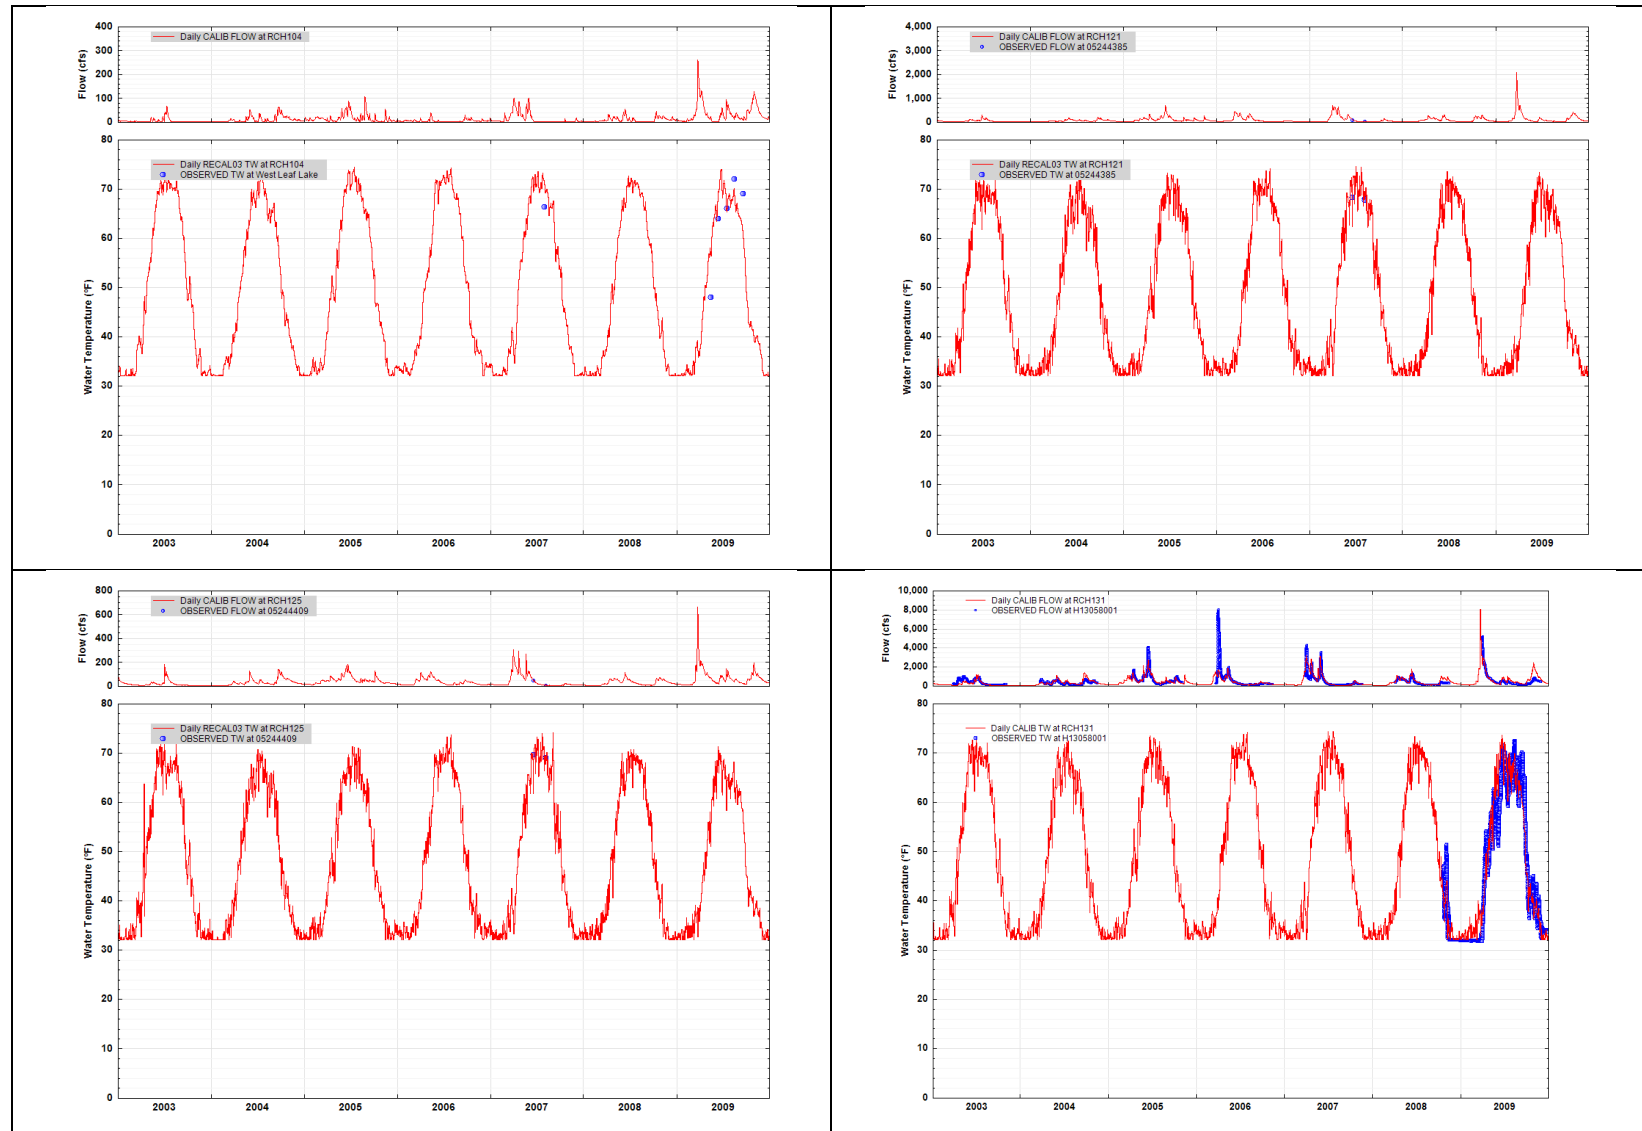 Daily CALIB FLOW at RCH104
Flow (cfs)
400
300
200
100
0
Daily RECAL03 TW at RCH104
OBSERVED TW at West Leaf Lake
Water Temperature (°F)
80
70
60
50
40
30
20
10
0
2003 2004 2005 2006 2007 2008 2009
Daily CALIB FLOW at RCH121
OBSERVED FLOW at 05244385
Flow (cfs)
4,000
3,000
2,000
1,000
0
Daily RECAL03 TW at RCH121
OBSERVED TW at 05244385
Water Temperature (°F)
80
70
60
50
40
30
20
10
0
2003 2004 2005 2006 2007 2008 2009
Daily CALIB FLOW at RCH125
OBSERVED FLOW at 05244409
Flow (cfs)
800
600
400
200
0
Daily RECAL03 TW at RCH125
OBSERVED TW at 05244409
Water Temperature (°F)
80
70
60
50
40
30
20
10
0
2003 2004 2005 2006 2007 2008 2009
Daily CALIB FLOW at RCH131
OBSERVED FLOW at H13058001
Flow (cfs)
10,000
8,000
6,000
4,000
2,000
0
Daily CALIB TW at RCH131
OBSERVED TW at H13058001
Water Temperature (°F)
80
70
60
50
40
30
20
10
0
2003 2004 2005 2006 2007 2008 2009